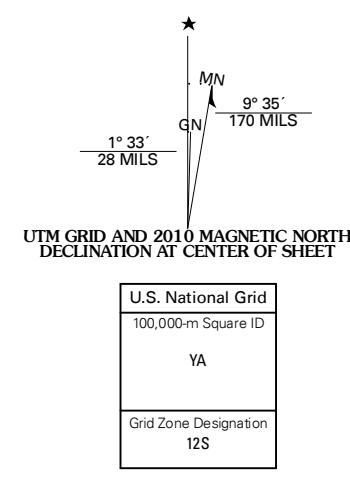 MN
GN
9° 35´
170 MILS
1° 33´
28 MILS
UTM GRID AND 2010 MAGNETIC NORTH
DECLINATION AT CENTER OF SHEET
U.S. National Grid
100,000-m Square ID
YA
Grid Zone Designation
12S